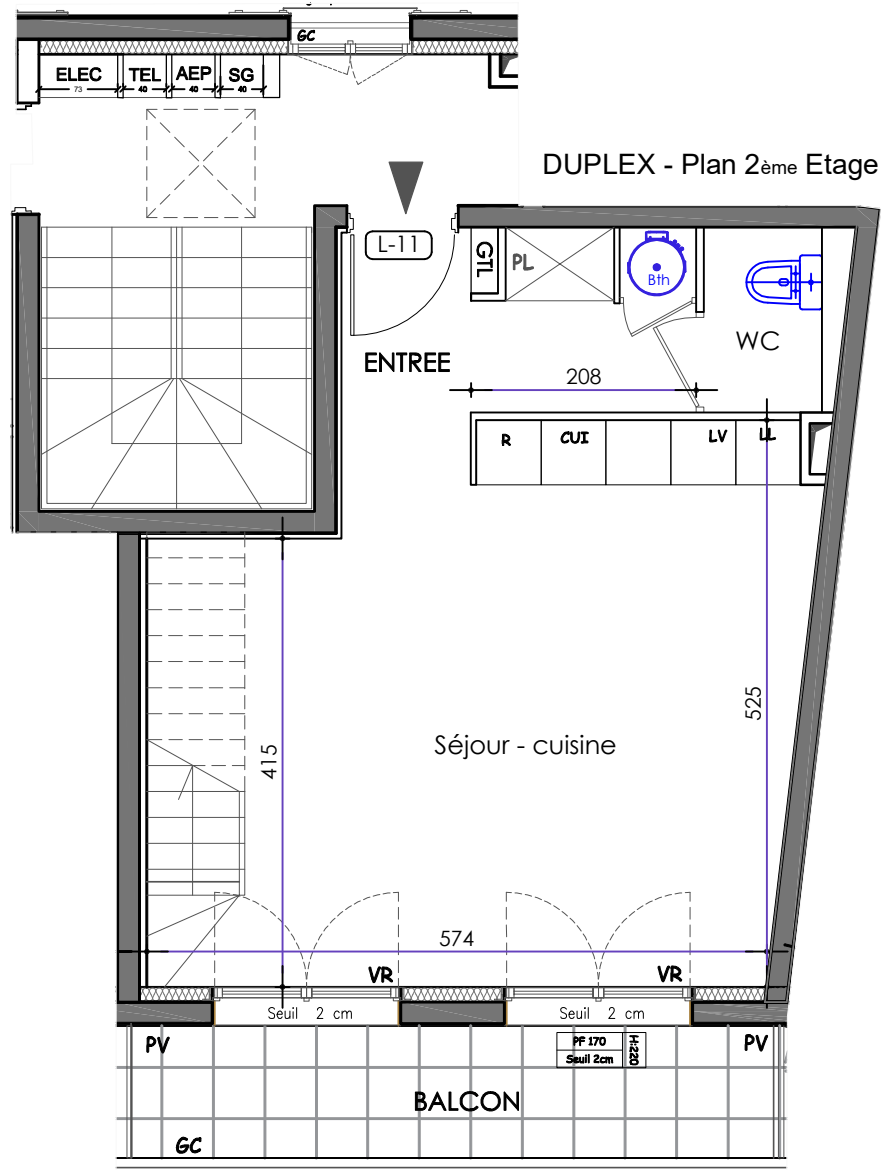 GC
ELEC
TEL
AEP
SG
73
40
40
40
DUPLEX - Plan 2ème Etage
L-11
GTL
PL
Bth
WC
ENTREE
208
R
CUI
LV
LL
415
525
Séjour - cuisine
574
VR
VR
Seuil 2 cm
Seuil 2 cm
PV
PF 170
Seuil 2cm
H:220
PV
BALCON
GC